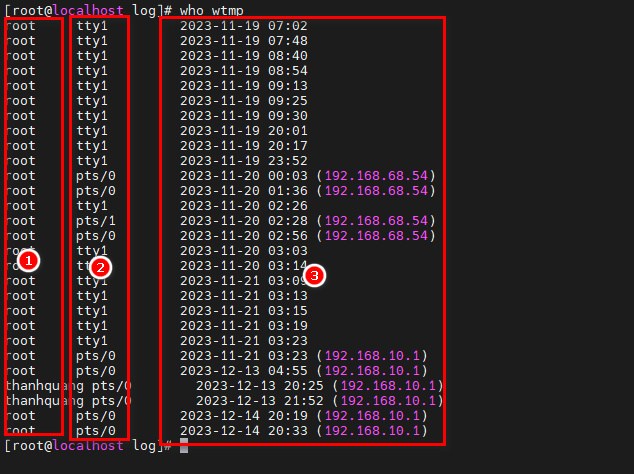 [root@localhost log]# who wtmp
root     tty1         2023-11-19 07:02
root     tty1         2023-11-19 07:48
root     tty1         2023-11-19 08:40
root     tty1         2023-11-19 08:54
root     tty1         2023-11-19 09:13
root     tty1         2023-11-19 09:25
root     tty1         2023-11-19 09:30
root     tty1         2023-11-19 20:01
root     tty1         2023-11-19 20:17
root     tty1         2023-11-19 23:52
root     pts/0        2023-11-20 00:03 (192.168.68.54)
root     pts/0        2023-11-20 01:36 (192.168.68.54)
root     tty1         2023-11-20 02:26
root     pts/1        2023-11-20 02:28 (192.168.68.54)
root     pts/0        2023-11-20 02:56 (192.168.68.54)
root     tty1         2023-11-20 03:03
root     tty1         2023-11-20 03:14
root     tty1         2023-11-21 03:09
root     tty1         2023-11-21 03:13
root     tty1         2023-11-21 03:15
root     tty1         2023-11-21 03:19
root     tty1         2023-11-21 03:23
root     pts/0        2023-11-21 03:23 (192.168.10.1)
root     pts/0        2023-12-13 04:55 (192.168.10.1)
thanhquang pts/0        2023-12-13 20:25 (192.168.10.1)
thanhquang pts/0        2023-12-13 21:52 (192.168.10.1)
root     pts/0        2023-12-14 20:19 (192.168.10.1)
root     pts/0        2023-12-14 20:33 (192.168.10.1)
[root@localhost log]#
1
2
3